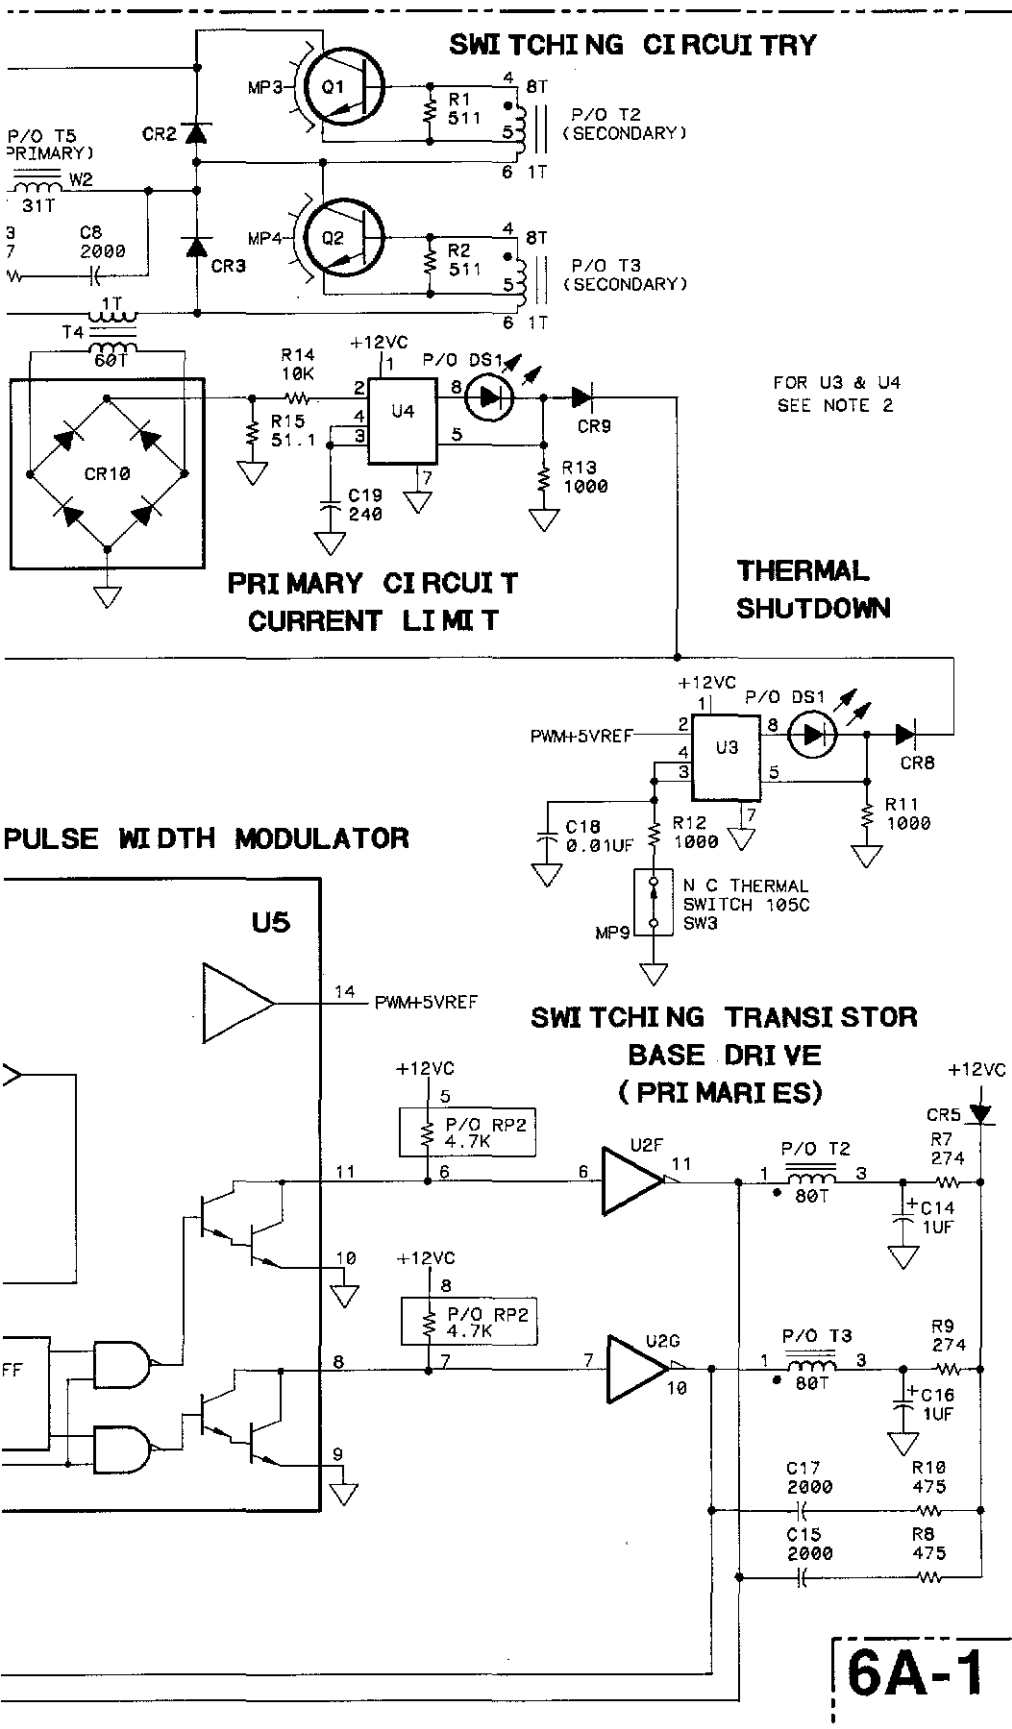 SWITCHING CIRCUITRY
MP3
Q1
4
8T
R1
511
5
P/O T2
(SECONDARY)
6 1T
CR2
P/O T5
PRIMARY)
W2
31T
3
7
C8
2000
CR3
MP4
Q2
4
8T
R2
511
5
P/O T3
(SECONDARY)
6 1T
1T
T4
60T
CR10
R14
10K
R15
51.1
+12VC
1
2
4
3
U4
8
5
7
P/O DS1
CR9
C19
240
R13
1000
FOR U3 & U4
SEE NOTE 2
PRIMARY CIRCUIT
CURRENT LIMIT
THERMAL
SHUTDOWN
+12VC
1
P/O DS1
PWM+5VREF
2
4
3
U3
8
5
7
CR8
C18
0.01UF
R12
1000
R11
1000
N C THERMAL
SWITCH 105C
SW3
MP9
PULSE WIDTH MODULATOR
U5
14
PWM+5VREF
SWITCHING TRANSISTOR
BASE DRIVE
(PRIMARIES)
+12VC
5
P/O RP2
4.7K
11
6
6
U2F
11
1
P/O T2
3
80T
+12VC
CR5
R7
274
+C14
1UF
10
+12VC
8
P/O RP2
4.7K
8
7
7
U2G
10
1
P/O T3
3
80T
R9
274
+C16
1UF
FF
9
C17
2000
R10
475
C15
2000
R8
475
6A-1